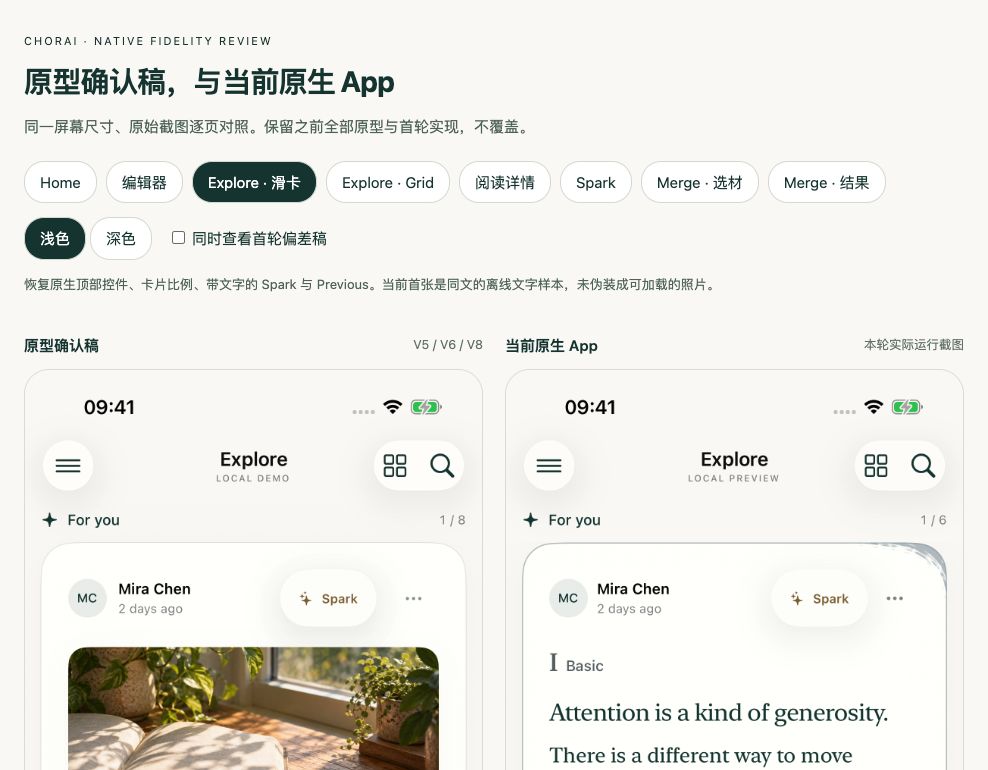 CHORAI · NATIVE FIDELITY REVIEW
原型确认稿，与当前原生 App
同一屏幕尺寸、原始截图逐页对照。保留之前全部原型与首轮实现，不覆盖。
Home 编辑器 Explore · 滑卡 Explore · Grid 阅读详情 Spark Merge · 选材 Merge · 结果
浅色 深色 同时查看首轮偏差稿
恢复原生顶部控件、卡片比例、带文字的 Spark 与 Previous。当前首张是同文的离线文字样本，未伪装成可加载的照片。
原型确认稿 V5 / V6 / V8
09:41
Explore
LOCAL DEMO
For you 1 / 8
MC Mira Chen
2 days ago
Spark
当前原生 App 本轮实际运行截图
09:41
Explore
LOCAL PREVIEW
For you 1 / 6
MC Mira Chen
2 days ago
Spark
I Basic
Attention is a kind of generosity.
There is a different way to move